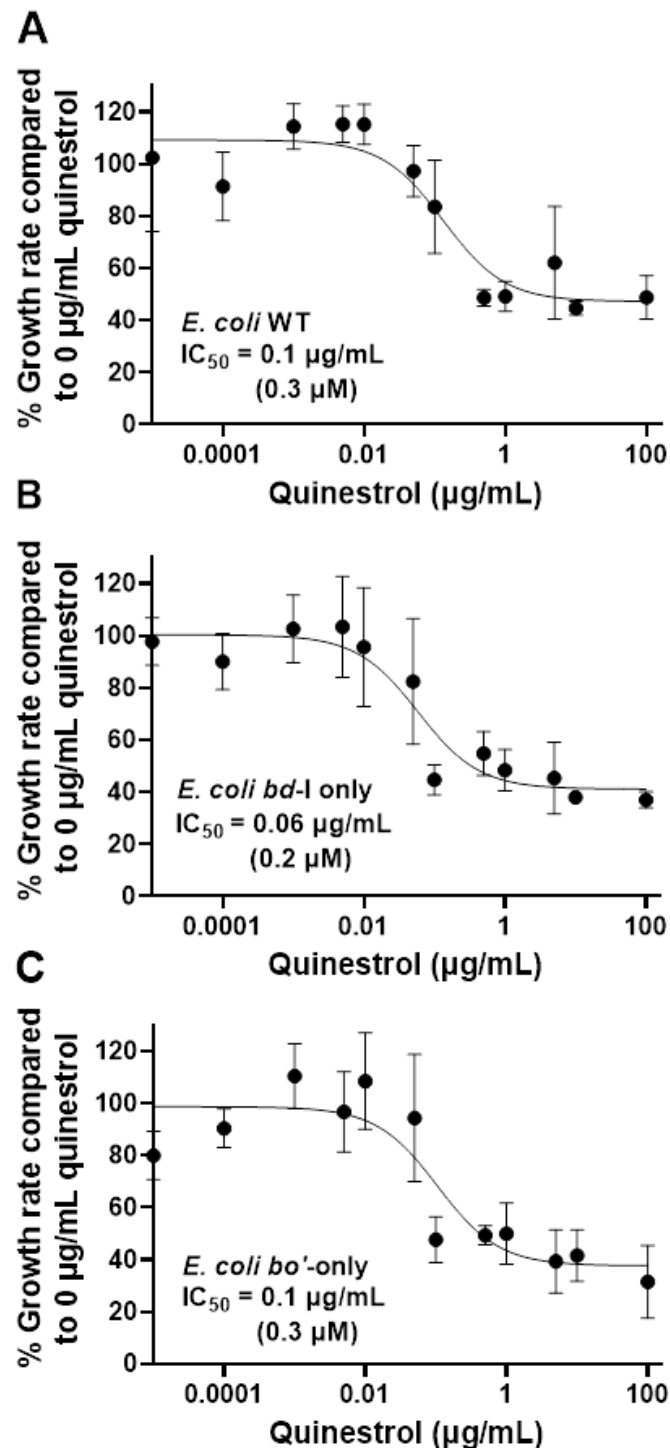 A
% Growth rate compared
to 0 µg/mL quinestrol
120
100
80
60
40
20
0
E. coli WT
IC₅₀ = 0.1 µg/mL
(0.3 µM)
0.0001 0.01 1 100
Quinestrol (µg/mL)
B
% Growth rate compared
to 0 µg/mL quinestrol
120
100
80
60
40
20
0
E. coli bd-I only
IC₅₀ = 0.06 µg/mL
(0.2 µM)
0.0001 0.01 1 100
Quinestrol (µg/mL)
C
% Growth rate compared
to 0 µg/mL quinestrol
120
100
80
60
40
20
0
E. coli bo'-only
IC₅₀ = 0.1 µg/mL
(0.3 µM)
0.0001 0.01 1 100
Quinestrol (µg/mL)